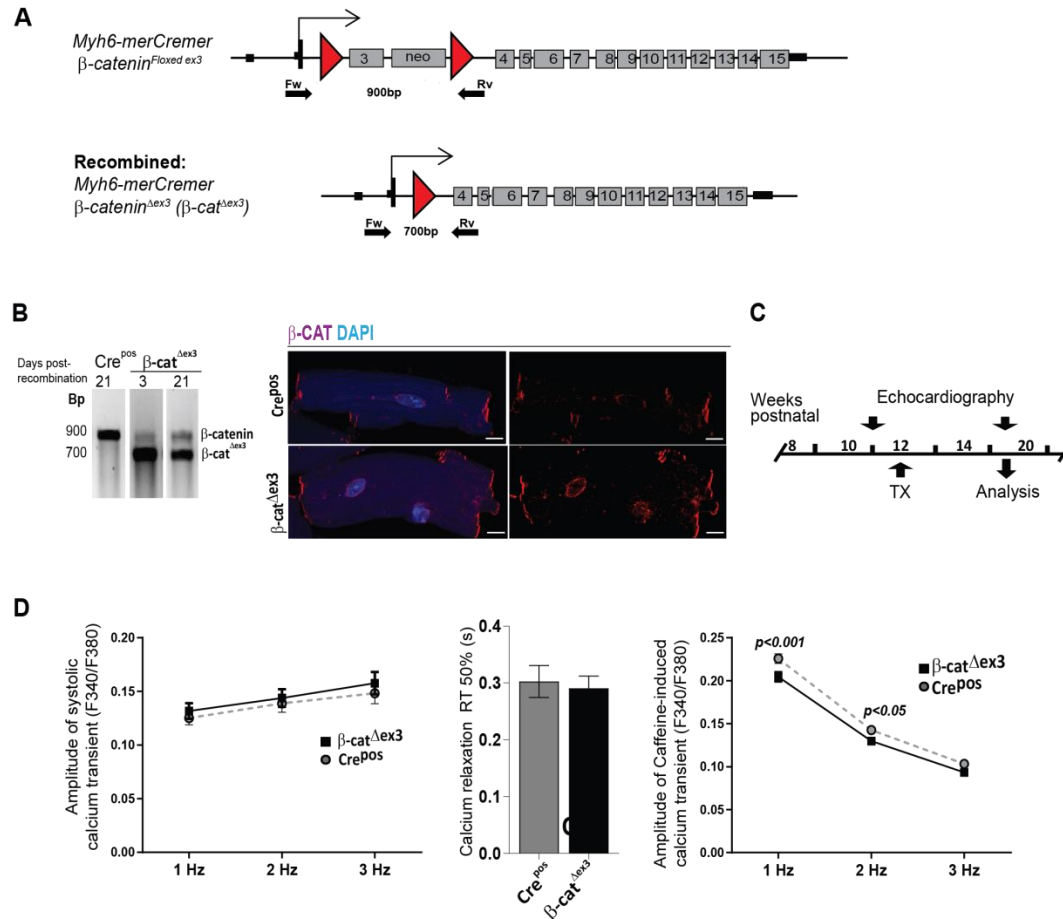 A
Myh6-merCremer
β-catenin^Floxed ex3
3 neo 4 5 6 7 8 9 10 11 12 13 14 15
Fw 900bp Rv
Recombined:
Myh6-merCremer
β-catenin^Δex3 (β-cat^Δex3)
4 5 6 7 8 9 10 11 12 13 14 15
Fw 700bp Rv
B
Days post-recombination
Cre^pos β-cat^Δex3
21 3 21
Bp
900 β-catenin
700 β-cat^Δex3
β-CAT DAPI
Cre^pos
β-cat^Δex3
C
Weeks postnatal
Echocardiography
8 10 12 14 20
TX Analysis
D
Amplitude of systolic
calcium transient (F340/F380)
0.20
0.15
0.10
0.05
0.00
β-cat^Δex3
Cre^pos
1 Hz 2 Hz 3 Hz
Calcium relaxation RT 50% (s)
0.4
0.3
0.2
0.1
0.0
Cre^pos
β-cat^Δex3
Amplitude of Caffeine-induced
calcium transient (F340/F380)
0.25
0.20
0.15
0.10
0.05
0.00
p<0.001
p<0.05
β-cat^Δex3
Cre^pos
1 Hz 2 Hz 3 Hz